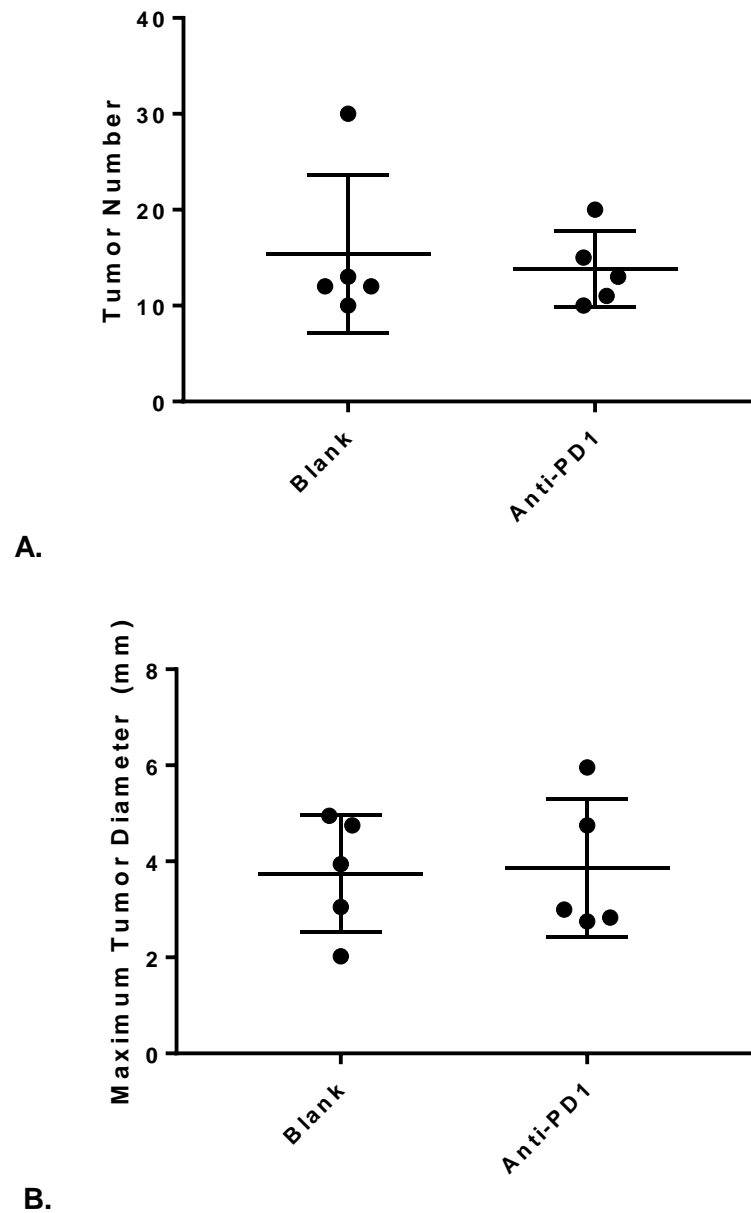 Tumor Number
40
30
20
10
0
Blank
Anti-PD1
A.
Maximum Tumor Diameter (mm)
8
6
4
2
0
Blank
Anti-PD1
B.